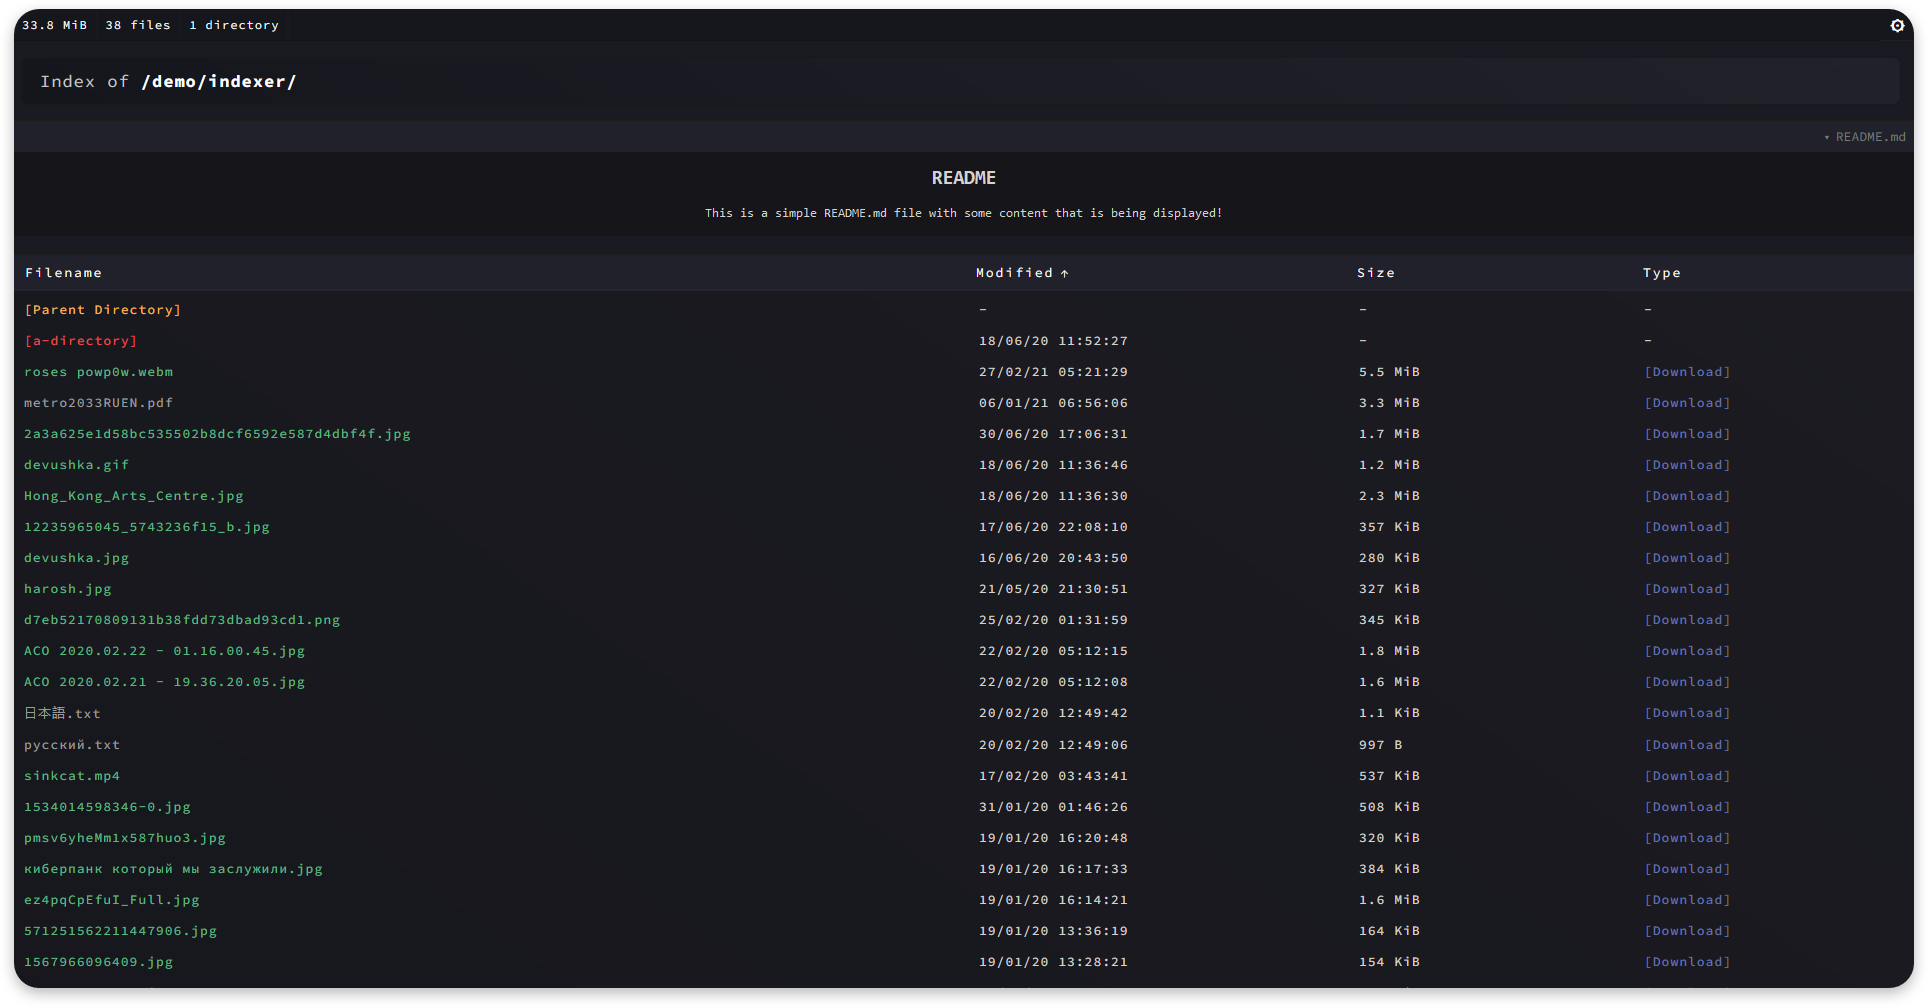 33.8 MiB 38 files 1 directory
Index of /demo/indexer/
▾ README.md
README
This is a simple README.md file with some content that is being displayed!
Filename Modified ↑ Size Type
[Parent Directory] – – –
[a-directory] 18/06/20 11:52:27 – –
roses powp0w.webm 27/02/21 05:21:29 5.5 MiB [Download]
metro2033RUEN.pdf 06/01/21 06:56:06 3.3 MiB [Download]
2a3a625e1d58bc535502b8dcf6592e587d4dbf4f.jpg 30/06/20 17:06:31 1.7 MiB [Download]
devushka.gif 18/06/20 11:36:46 1.2 MiB [Download]
Hong_Kong_Arts_Centre.jpg 18/06/20 11:36:30 2.3 MiB [Download]
12235965045_5743236f15_b.jpg 17/06/20 22:08:10 357 KiB [Download]
devushka.jpg 16/06/20 20:43:50 280 KiB [Download]
harosh.jpg 21/05/20 21:30:51 327 KiB [Download]
d7eb52170809131b38fdd73dbad93cd1.png 25/02/20 01:31:59 345 KiB [Download]
ACO 2020.02.22 - 01.16.00.45.jpg 22/02/20 05:12:15 1.8 MiB [Download]
ACO 2020.02.21 - 19.36.20.05.jpg 22/02/20 05:12:08 1.6 MiB [Download]
日本語.txt 20/02/20 12:49:42 1.1 KiB [Download]
русский.txt 20/02/20 12:49:06 997 B [Download]
sinkcat.mp4 17/02/20 03:43:41 537 KiB [Download]
1534014598346-0.jpg 31/01/20 01:46:26 508 KiB [Download]
pmsv6yheMm1x587huo3.jpg 19/01/20 16:20:48 320 KiB [Download]
киберпанк который мы заслужили.jpg 19/01/20 16:17:33 384 KiB [Download]
ez4pqCpEfuI_Full.jpg 19/01/20 16:14:21 1.6 MiB [Download]
571251562211447906.jpg 19/01/20 13:36:19 164 KiB [Download]
1567966096409.jpg 19/01/20 13:28:21 154 KiB [Download]